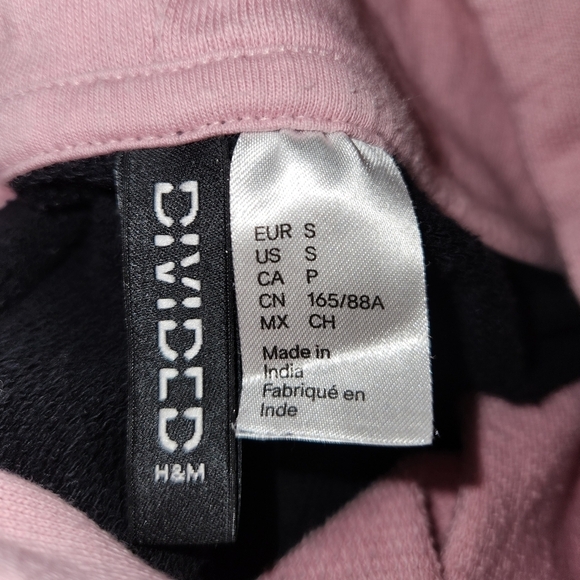 DIVIDED
H&M
EUR S
US S
CA P
CN 165/88A
MX CH
Made in
India
Fabriqué en
Inde